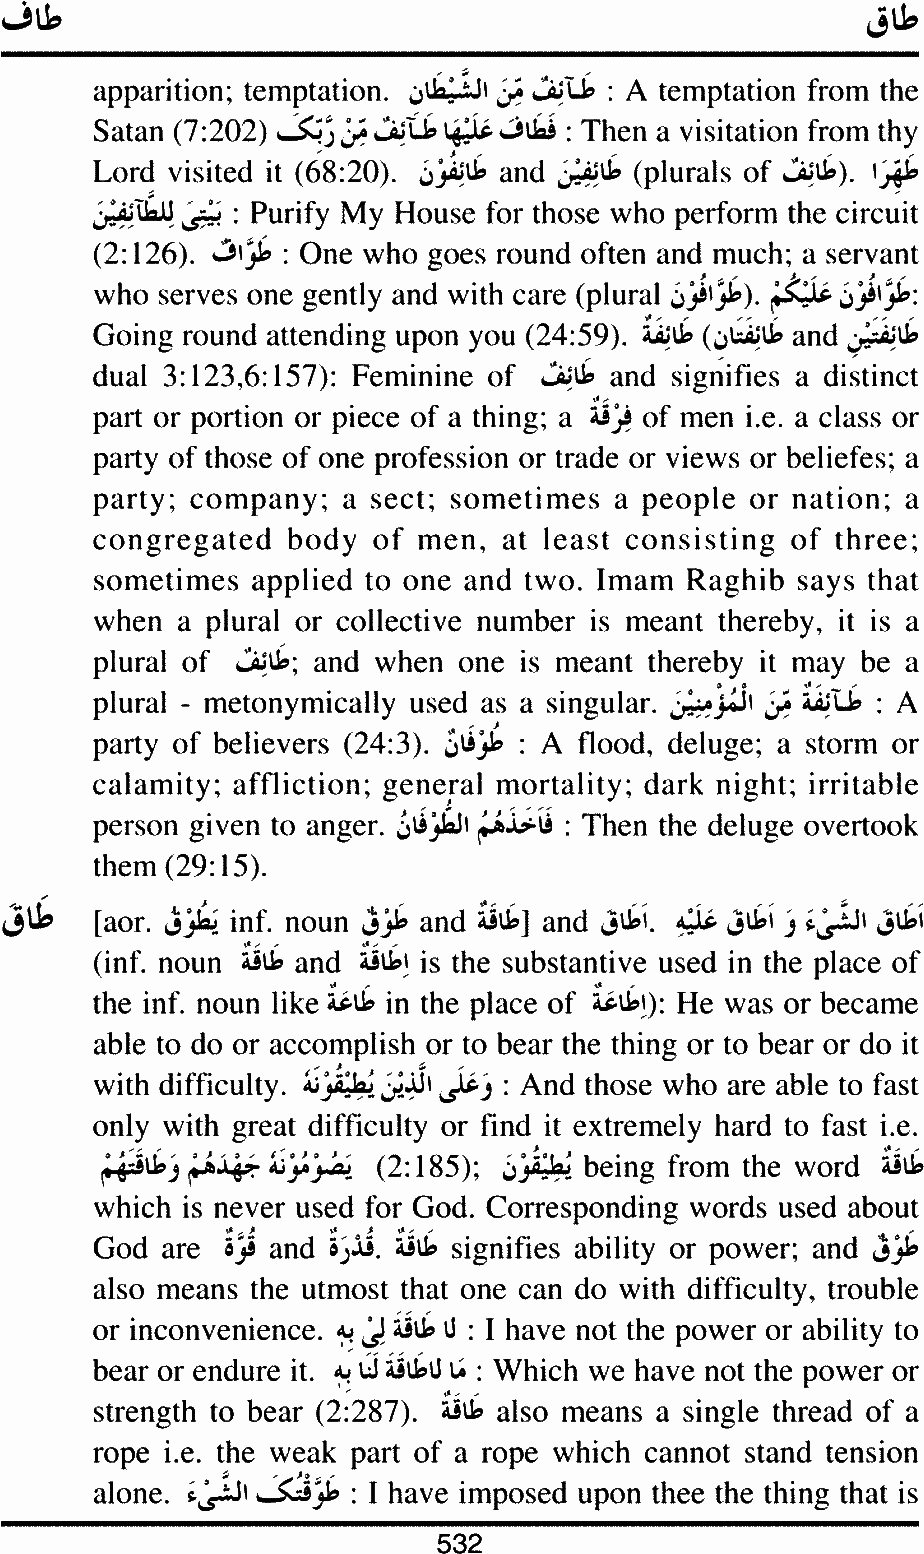 طاف طاق
apparition; temptation. طَآئِفٌ مِّنَ الشَّيْطَانِ : A temptation from the
Satan (7:202) فَطَافَ عَلَيْهَا طَآئِفٌ مِّنْ رَّبِّكَ : Then a visitation from thy
Lord visited it (68:20). طَائِفُوْنَ and طَائِفِيْنَ (plurals of طَائِفٌ). طَهِّرَا
بَيْتِىَ لِلطَّآئِفِيْنَ : Purify My House for those who perform the circuit
(2:126). طَوَّافٌ : One who goes round often and much; a servant
who serves one gently and with care (plural طَوَّافُوْنَ). طَوَّافُوْنَ عَلَيْكُمْ:
Going round attending upon you (24:59). طَائِفَةٌ (طَائِفَتَانِ and طَائِفَتَيْنِ
dual 3:123,6:157): Feminine of طَائِفٌ and signifies a distinct
part or portion or piece of a thing; a فِرْقَةٌ of men i.e. a class or
party of those of one profession or trade or views or beliefes; a
party; company; a sect; sometimes a people or nation; a
congregated body of men, at least consisting of three;
sometimes applied to one and two. Imam Raghib says that
when a plural or collective number is meant thereby, it is a
plural of طَائِفٌ; and when one is meant thereby it may be a
plural - metonymically used as a singular. طَآئِفَةٌ مِّنَ الْمُؤْمِنِيْنَ : A
party of believers (24:3). طُوْفَانٌ : A flood, deluge; a storm or
calamity; affliction; general mortality; dark night; irritable
person given to anger. فَاَخَذَهُمُ الطُّوْفَانُ : Then the deluge overtook
them (29:15).
طَاقَ [aor. يَطُوْقُ inf. noun طَوْقٌ and طَاقَةٌ] and اَطَاقَ. اَطَاقَ الشَّىْءَ وَ اَطَاقَ عَلَيْهِ
(inf. noun طَاقَةٌ and اِطَاقَةٌ is the substantive used in the place of
the inf. noun like طَاعَةٌ in the place of اِطَاعَةٌ): He was or became
able to do or accomplish or to bear the thing or to bear or do it
with difficulty. وَعَلَى الَّذِيْنَ يُطِيْقُوْنَهُ : And those who are able to fast
only with great difficulty or find it extremely hard to fast i.e.
يَصُوْمُوْنَهُ جَهْدَهُمْ وَطَاقَتَهُمْ (2:185); يُطِيْقُوْنَ being from the word طَاقَةٌ
which is never used for God. Corresponding words used about
God are قُوَّةٌ and قُدْرَةٌ. طَاقَةٌ signifies ability or power; and طَوْقٌ
also means the utmost that one can do with difficulty, trouble
or inconvenience. لَا طَاقَةَ لِىْ بِهِ : I have not the power or ability to
bear or endure it. مَا لَاطَاقَةَ لَنَا بِهِ : Which we have not the power or
strength to bear (2:287). طَاقَةٌ also means a single thread of a
rope i.e. the weak part of a rope which cannot stand tension
alone. طَوَّقْتُكَ الشَّىْءَ : I have imposed upon thee the thing that is
532